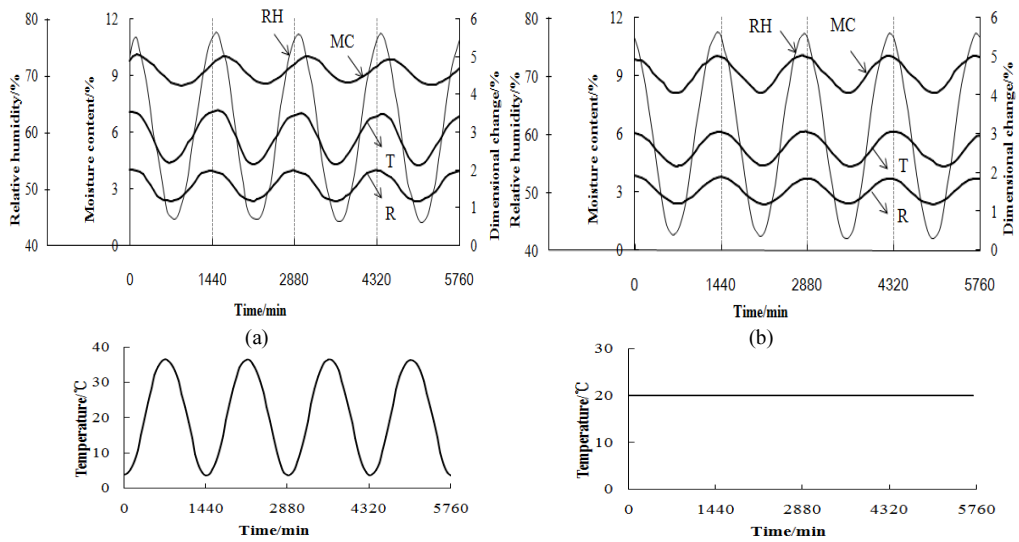 80 12 6
70 9 5
60 6 4
50 3 3
40 0 2
1
0
Relative humidity/%
Moisture content/%
Dimensional change/%
RH
MC
T
R
0 1440 2880 4320 5760
Time/min
(a)
80 12 6
70 9 5
60 6 4
50 3 3
40 0 2
1
0
Relative humidity/%
Moisture content/%
Dimensional change/%
RH
MC
T
R
0 1440 2880 4320 5760
Time/min
(b)
40
30
20
10
0
Temperature/℃
0 1440 2880 4320 5760
Time/min
30
20
10
0
Temperature/℃
0 1440 2880 4320 5760
Time/min